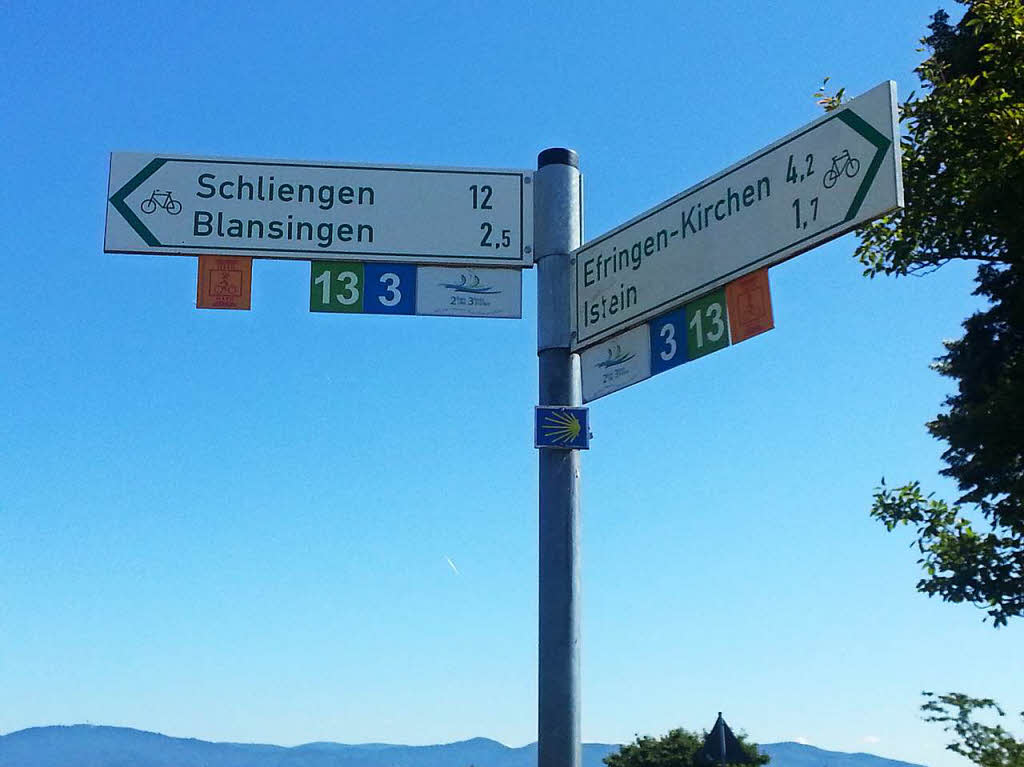 Schliengen 12
Blansingen 2,5
13 3
Efringen-Kirchen 4,2
Istein 1,7
3 13